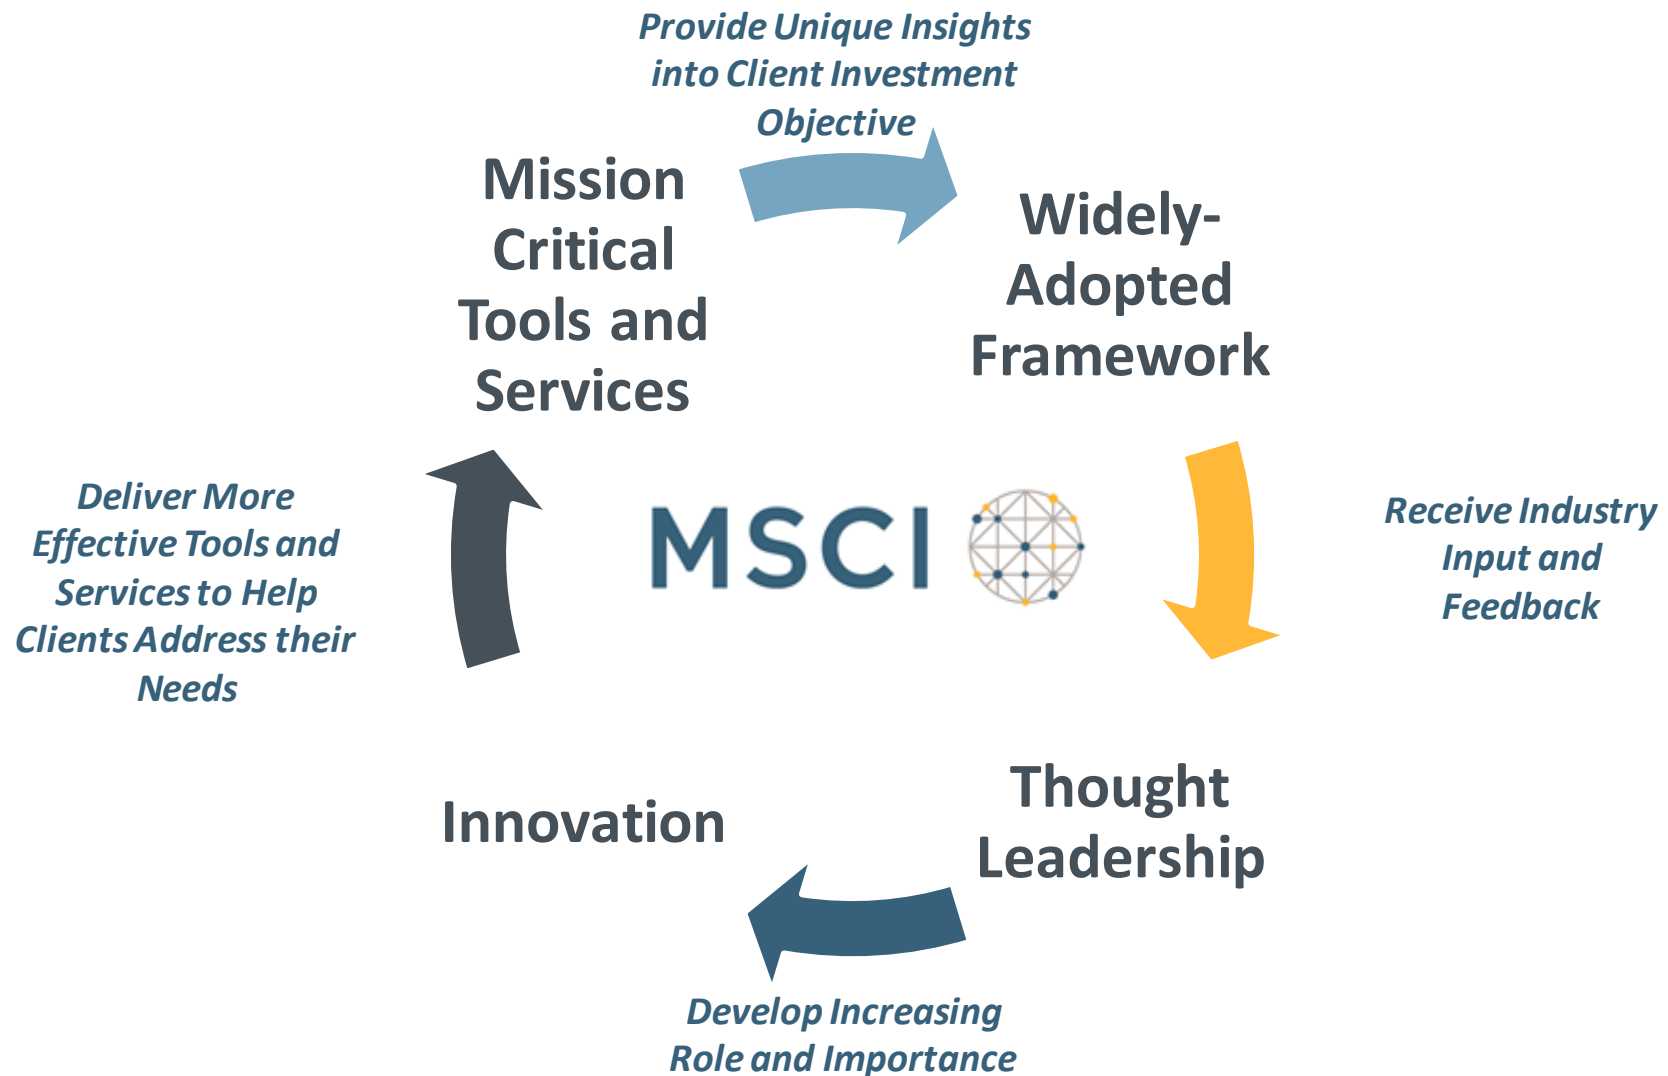 Provide Unique Insights
into Client Investment
Objective
Mission
Critical
Tools and
Services
Widely-
Adopted
Framework
Deliver More
Effective Tools and
Services to Help
Clients Address their
Needs
MSCI
Receive Industry
Input and
Feedback
Innovation
Thought
Leadership
Develop Increasing
Role and Importance